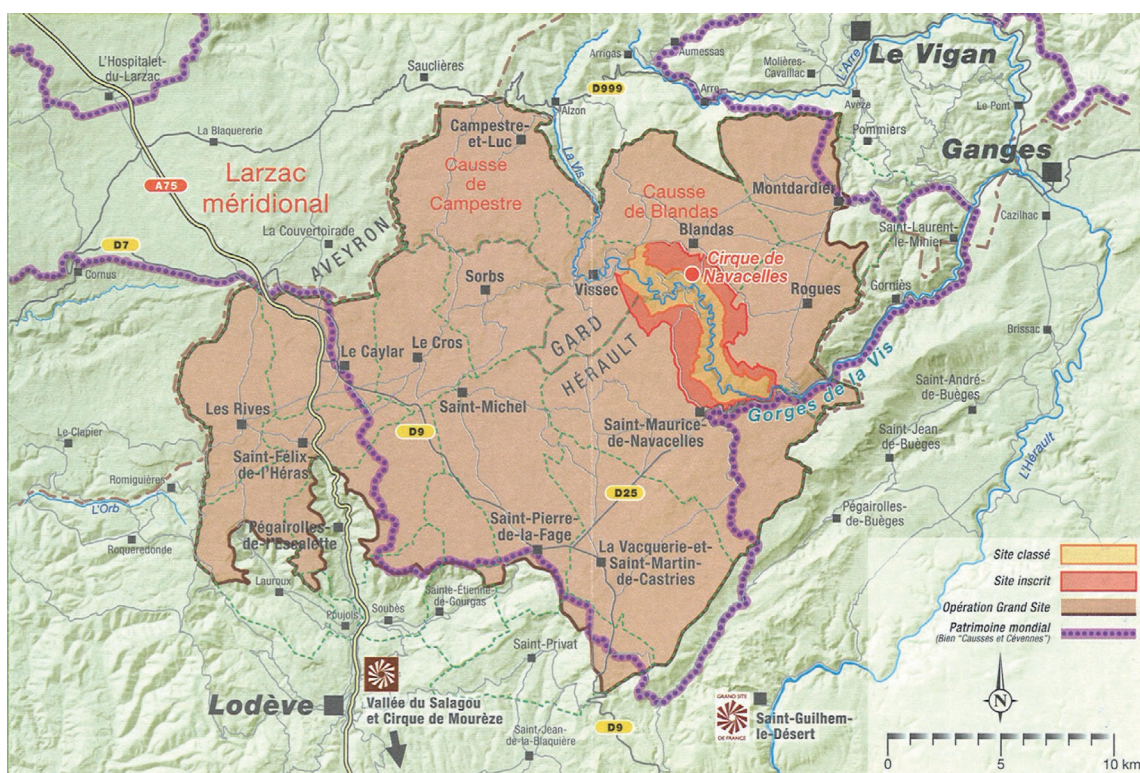 L'Hospitalet-
du-Larzac
Sauclières
Arrigas
Aumessas
Molières-
Cavaillac
L'Arre
Le Vigan
D999
Arre
Alzon
Avèze
Le Pont
La Blaquererie
Campestre-
et-Luc
La Vis
Pommiers
Ganges
Larzac
méridional
A75
Causse
de
Campestre
Causse
de Blandas
Montdardier
Blandas
Cazilhac
Saint-Laurent-
le-Minier
La Couvertoirade
AVEYRON
D7
Cornus
Cirque de
Navacelles
Sorbs
Vissec
Rogues
Gorniès
GARD
HÉRAULT
Brissac
Le Caylar
Le Cros
Gorges de la Vis
Saint-André-
de-Buèges
Saint-Michel
Les Rives
D9
Saint-Maurice-
de-Navacelles
Saint-Jean-
de-Buèges
Le Clapier
Saint-Félix-
de-l'Héras
L'Hérault
Romiguières
L'Orb
D25
Roqueredonde
Pégairolles-
de-l'Escalette
Saint-Pierre-
de-la-Fage
Pégairolles-
de-Buèges
La Vacquerie-et-
Saint-Martin-
de-Castries
Lauroux
Poujols
Soubès
Sainte-Étienne-
de-Gourgas
Saint-Privat
Lodève
Vallée du Salagou
et Cirque de Mourèze
Saint-Jean-
de-la-Blaquière
D9
GRAND SITE
DE FRANCE
Saint-Guilhem-
le-Désert
Site classé
Site inscrit
Opération Grand Site
Patrimoine mondial
(Bien "Causses et Cévennes")
N
0 5 10 km